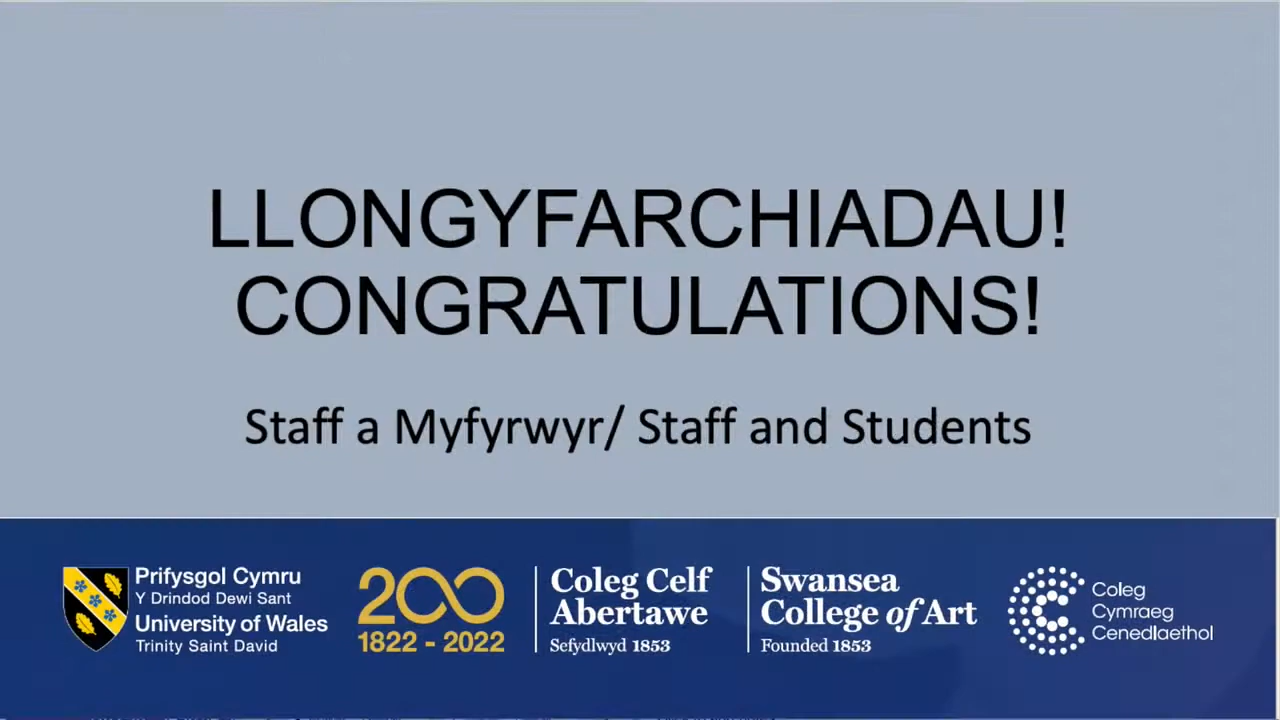 LLONGYFARCHIADAU!
CONGRATULATIONS!
Staff a Myfyrwyr/ Staff and Students
Prifysgol Cymru
Y Drindod Dewi Sant
University of Wales
Trinity Saint David
200
1822 - 2022
Coleg Celf
Abertawe
Sefydlwyd 1853
Swansea
College of Art
Founded 1853
Coleg
Cymraeg
Cenedlaethol